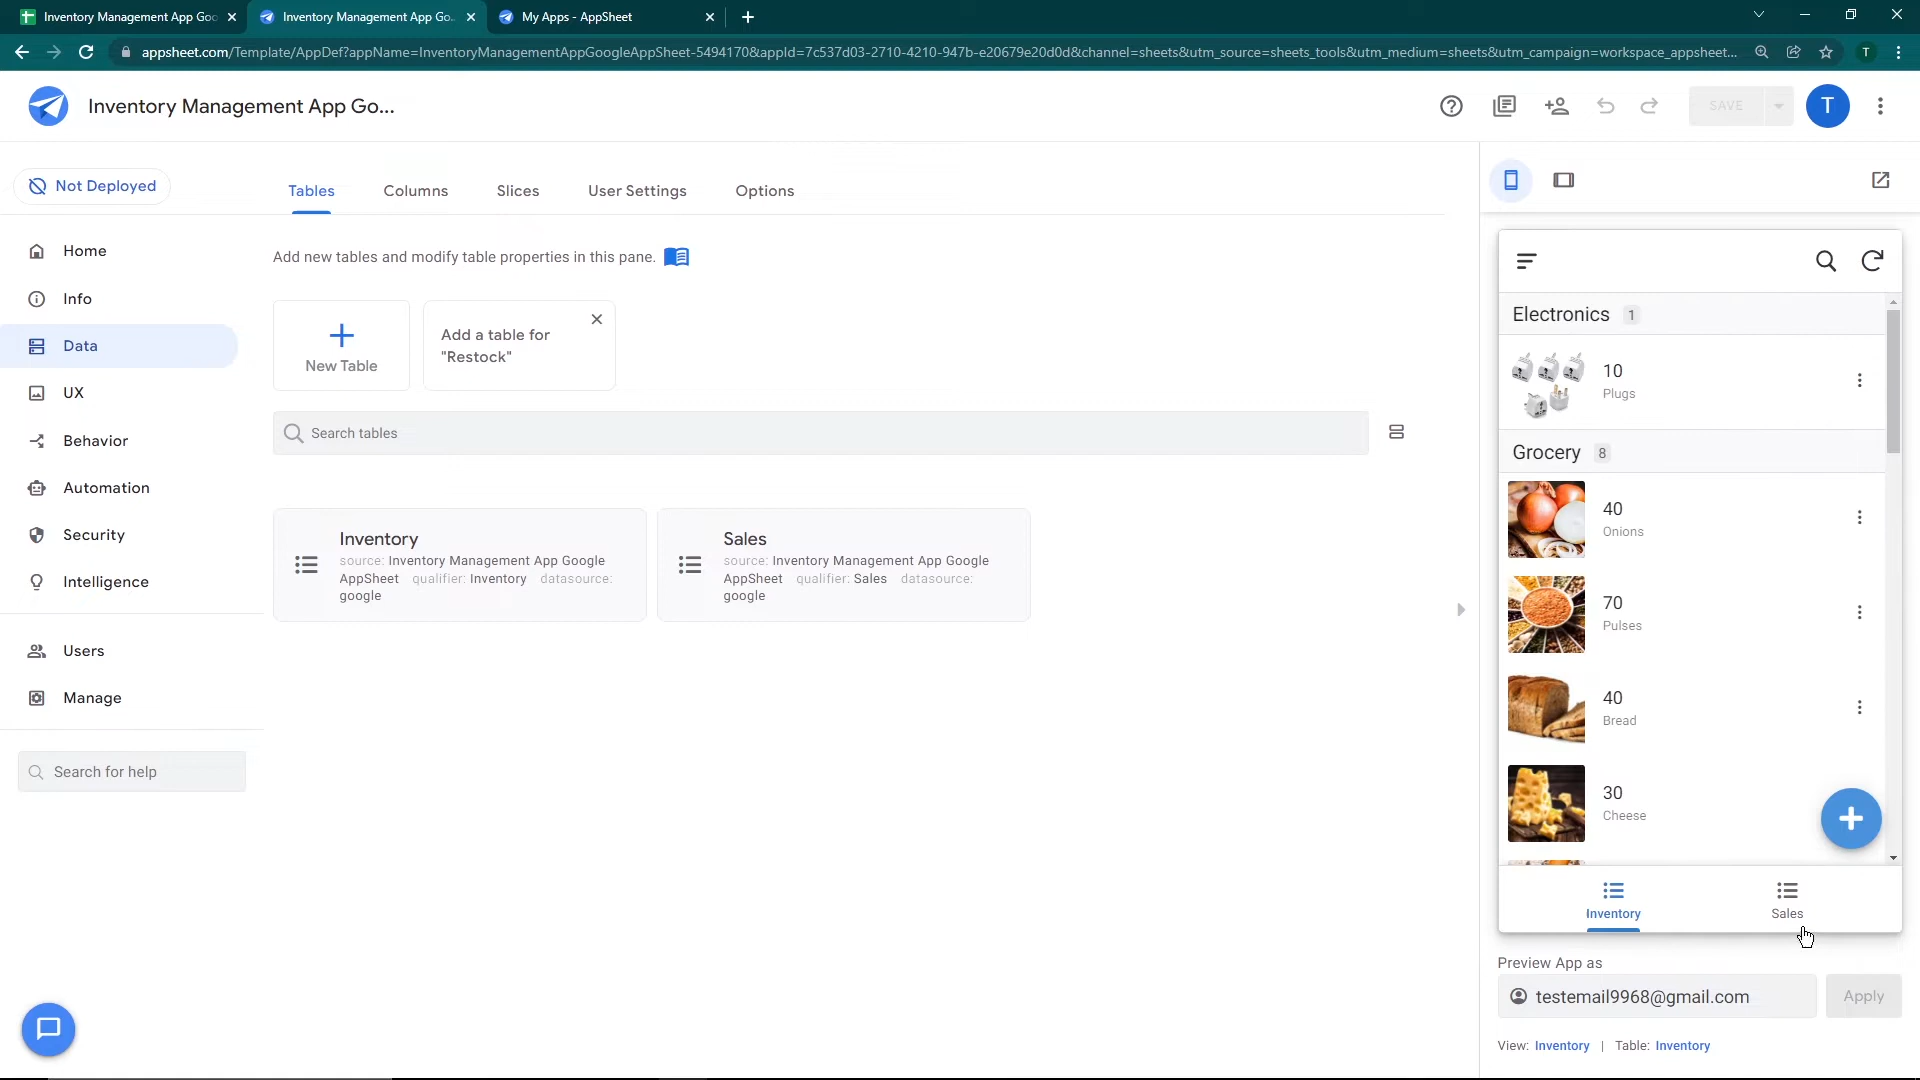 Inventory Management App Goo
Inventory Management App Go...
My Apps - AppSheet
appsheet.com/Template/AppDef?appName=InventoryManagementAppGoogleAppSheet-5494170&appId=7c537d03-2710-4210-947b-e20679e20d0d&channel=sheets&utm_source=sheets_tools&utm_medium=sheets&utm_campaign=workspace_appsheet...
T
Inventory Management App Go...
SAVE
T
Not Deployed
Tables
Columns
Slices
User Settings
Options
Home
Info
Data
UX
Behavior
Automation
Security
Intelligence
Users
Manage
Search for help
Add new tables and modify table properties in this pane.
New Table
Add a table for
"Restock"
Search tables
Inventory
source: Inventory Management App Google
AppSheet qualifier: Inventory datasource:
google
Sales
source: Inventory Management App Google
AppSheet qualifier: Sales datasource:
google
Electronics 1
10
Plugs
Grocery 8
40
Onions
70
Pulses
40
Bread
30
Cheese
Inventory
Sales
Preview App as
testemail9968@gmail.com
Apply
View: Inventory | Table: Inventory